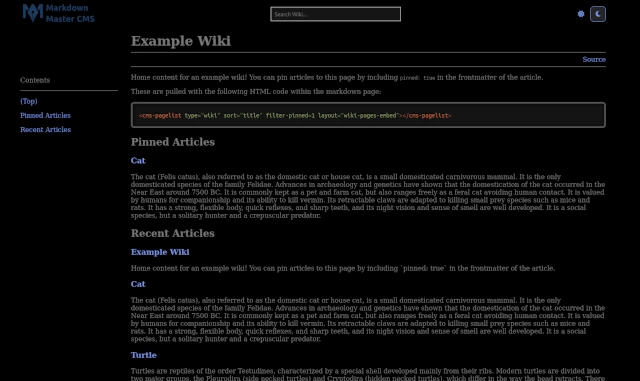 Markdown
Master CMS
Search Wiki...
Example Wiki
Source
Contents
(Top)
Pinned Articles
Recent Articles
Home content for an example wiki! You can pin articles to this page by including pinned: true in the frontmatter of the article.
These are pulled with the following HTML code within the markdown page:
<cms-pagelist type="wiki" sort="title" filter-pinned=1 layout="wiki-pages-embed"></cms-pagelist>
Pinned Articles
Cat
The cat (Felis catus), also referred to as the domestic cat or house cat, is a small domesticated carnivorous mammal. It is the only
domesticated species of the family Felidae. Advances in archaeology and genetics have shown that the domestication of the cat occurred in the
Near East around 7500 BC. It is commonly kept as a pet and farm cat, but also ranges freely as a feral cat avoiding human contact. It is valued
by humans for companionship and its ability to kill vermin. Its retractable claws are adapted to killing small prey species such as mice and
rats. It has a strong, flexible body, quick reflexes, and sharp teeth, and its night vision and sense of smell are well developed. It is a social
species, but a solitary hunter and a crepuscular predator.
Recent Articles
Example Wiki
Home content for an example wiki! You can pin articles to this page by including `pinned: true` in the frontmatter of the article.
Cat
The cat (Felis catus), also referred to as the domestic cat or house cat, is a small domesticated carnivorous mammal. It is the only
domesticated species of the family Felidae. Advances in archaeology and genetics have shown that the domestication of the cat occurred in the
Near East around 7500 BC. It is commonly kept as a pet and farm cat, but also ranges freely as a feral cat avoiding human contact. It is valued
by humans for companionship and its ability to kill vermin. Its retractable claws are adapted to killing small prey species such as mice and
rats. It has a strong, flexible body, quick reflexes, and sharp teeth, and its night vision and sense of smell are well developed. It is a social
species, but a solitary hunter and a crepuscular predator.
Turtle
Turtles are reptiles of the order Testudines, characterized by a special shell developed mainly from their ribs. Modern turtles are divided into
two major groups, the Pleurodira (side necked turtles) and Cryptodira (hidden necked turtles), which differ in the way the head retracts. There